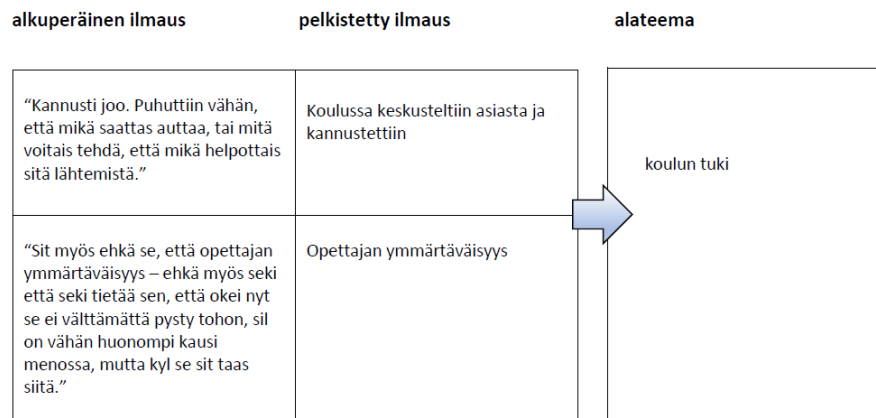 alkuperäinen ilmaus
pelkistetty ilmaus
alateema
“Kannusti joo. Puhuttiin vähän,
että mikä saattas auttaa, tai mitä
voitais tehdä, että mikä helpottais
sitä lähtemistä.”
Koulussa keskusteltiin asiasta ja
kannustettiin
koulun tuki
“Sit myös ehkä se, että opettajan
ymmärtäväisyys – ehkä myös seki
että seki tietää sen, että okei nyt
se ei välttämättä pysty tohon, sil
on vähän huonompi kausi
menossa, mutta kyl se sit taas
siitä.”
Opettajan ymmärtäväisyys